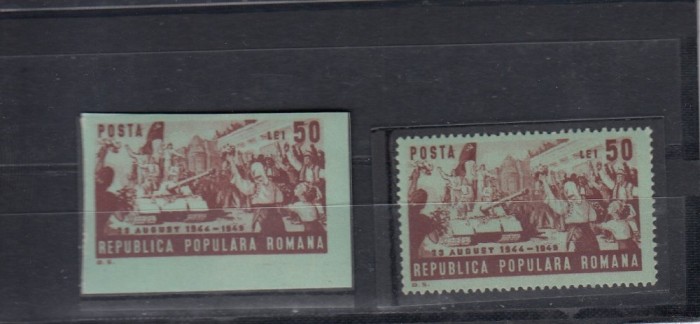 POSTA
LEI 50
23 AUGUST 1944-1949
REPUBLICA POPULARA ROMANA
POSTA
LEI 50
23 AUGUST 1944-1949
REPUBLICA POPULARA ROMANA